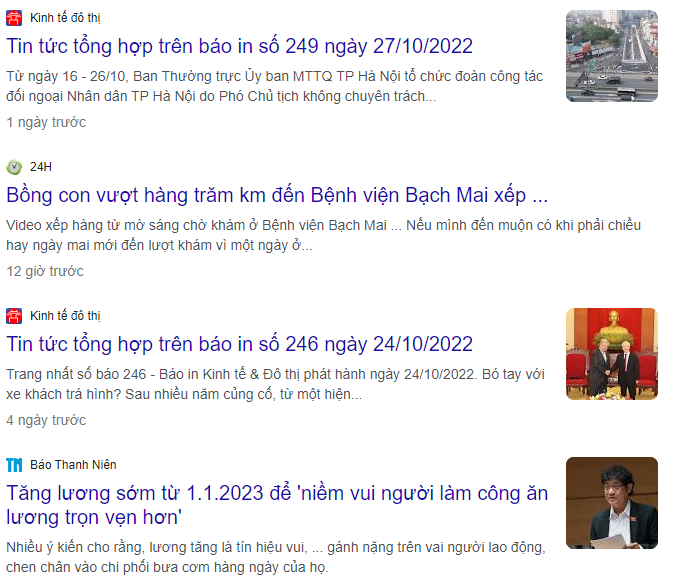 Kinh tế đô thị
Tin tức tổng hợp trên báo in số 249 ngày 27/10/2022
Từ ngày 16 - 26/10, Ban Thường trực Ủy ban MTTQ TP Hà Nội tổ chức đoàn công tác
đối ngoại Nhân dân TP Hà Nội do Phó Chủ tịch không chuyên trách...
1 ngày trước
24H
Bồng con vượt hàng trăm km đến Bệnh viện Bạch Mai xếp ...
Video xếp hàng từ mờ sáng chờ khám ở Bệnh viện Bạch Mai ... Nếu mình đến muộn có khi phải chiều
hay ngày mai mới đến lượt khám vì một ngày ở...
12 giờ trước
Kinh tế đô thị
Tin tức tổng hợp trên báo in số 246 ngày 24/10/2022
Trang nhất số báo 246 - Báo in Kinh tế & Đô thị phát hành ngày 24/10/2022. Bó tay với
xe khách trá hình? Sau nhiều năm củng cố, từ một hiện...
4 ngày trước
TN Báo Thanh Niên
Tăng lương sớm từ 1.1.2023 để 'niềm vui người làm công ăn
lương trọn vẹn hơn'
Nhiều ý kiến cho rằng, lương tăng là tín hiệu vui, ... gánh nặng trên vai người lao động,
chen chân vào chi phối bưa cơm hàng ngày của họ.